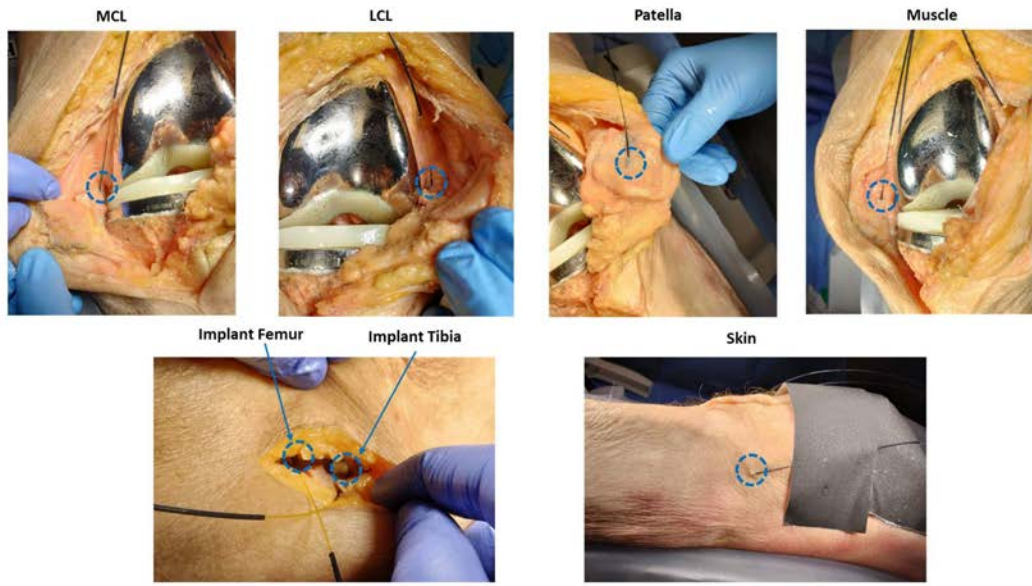 MCL
LCL
Patella
Muscle
Implant Femur
Implant Tibia
Skin